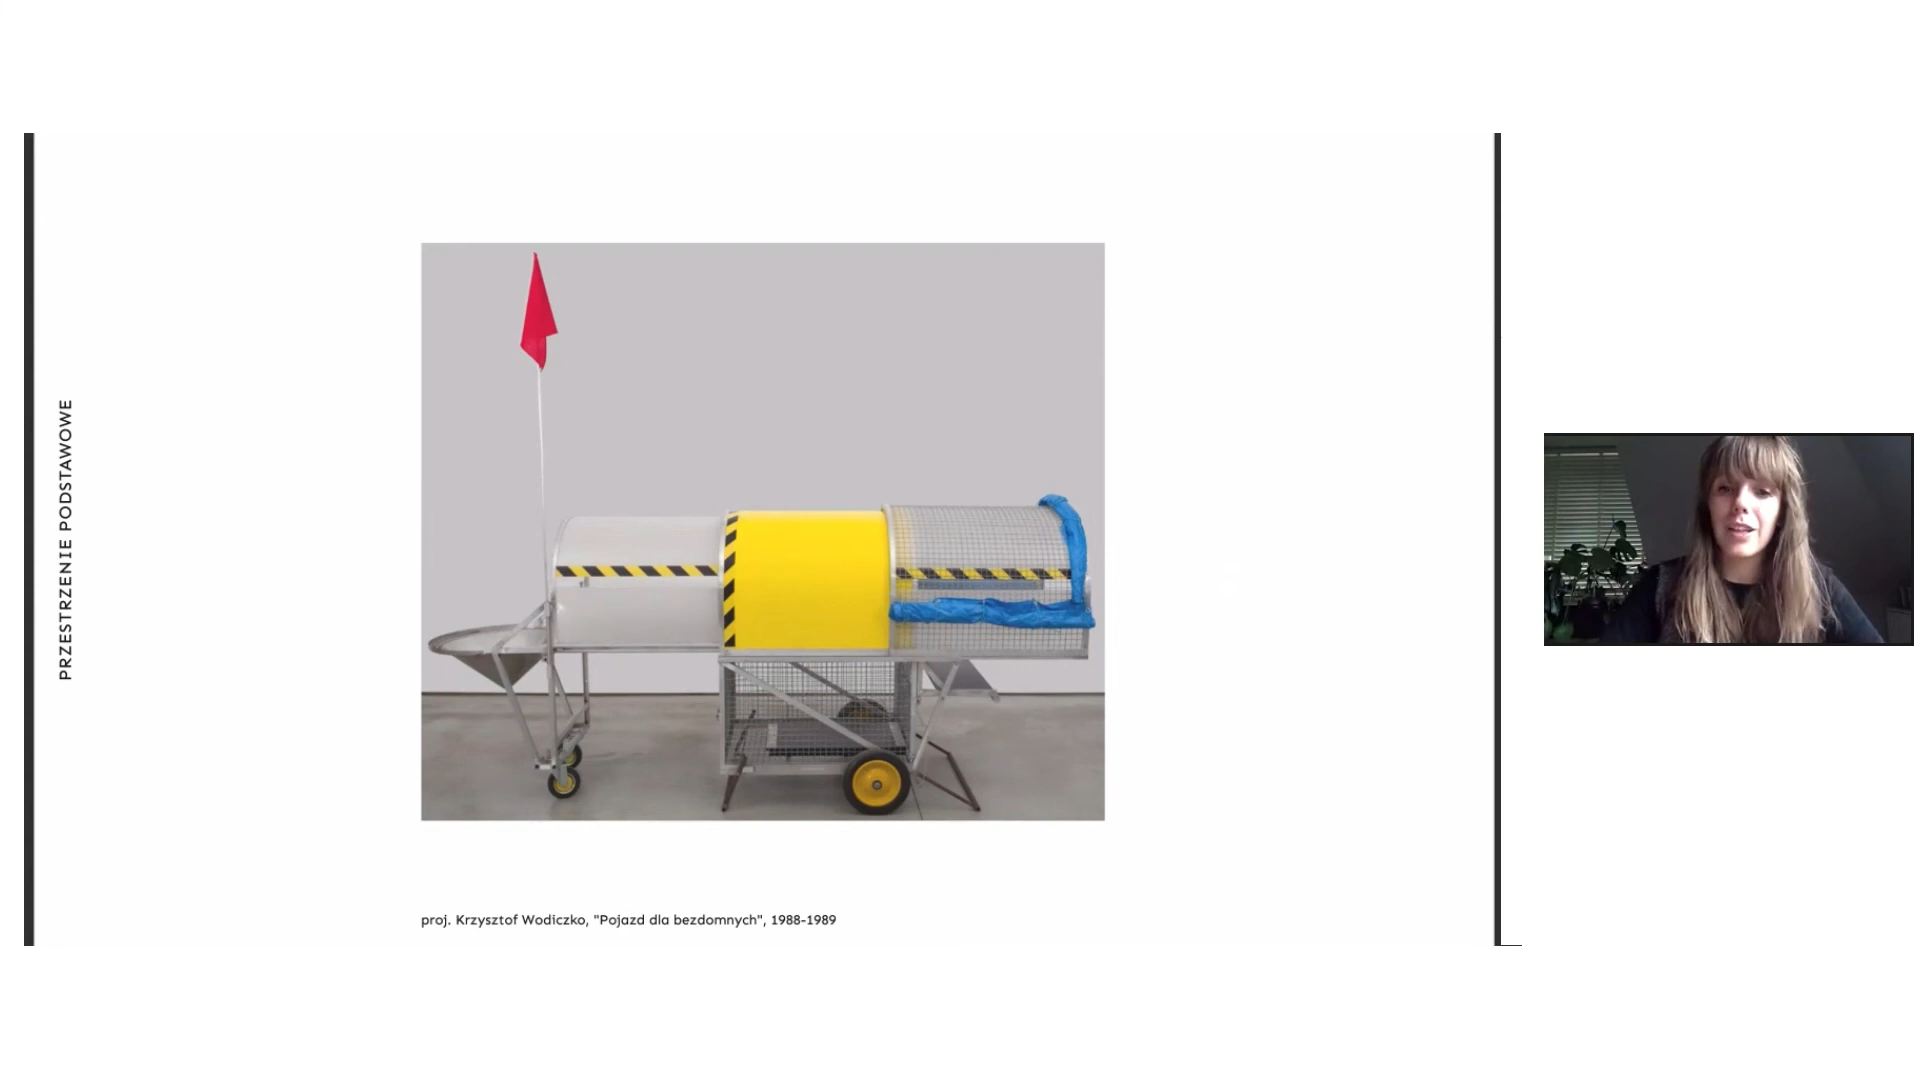 PRZESTRZENIE PODSTAWOWE
proj. Krzysztof Wodiczko, "Pojazd dla bezdomnych", 1988-1989